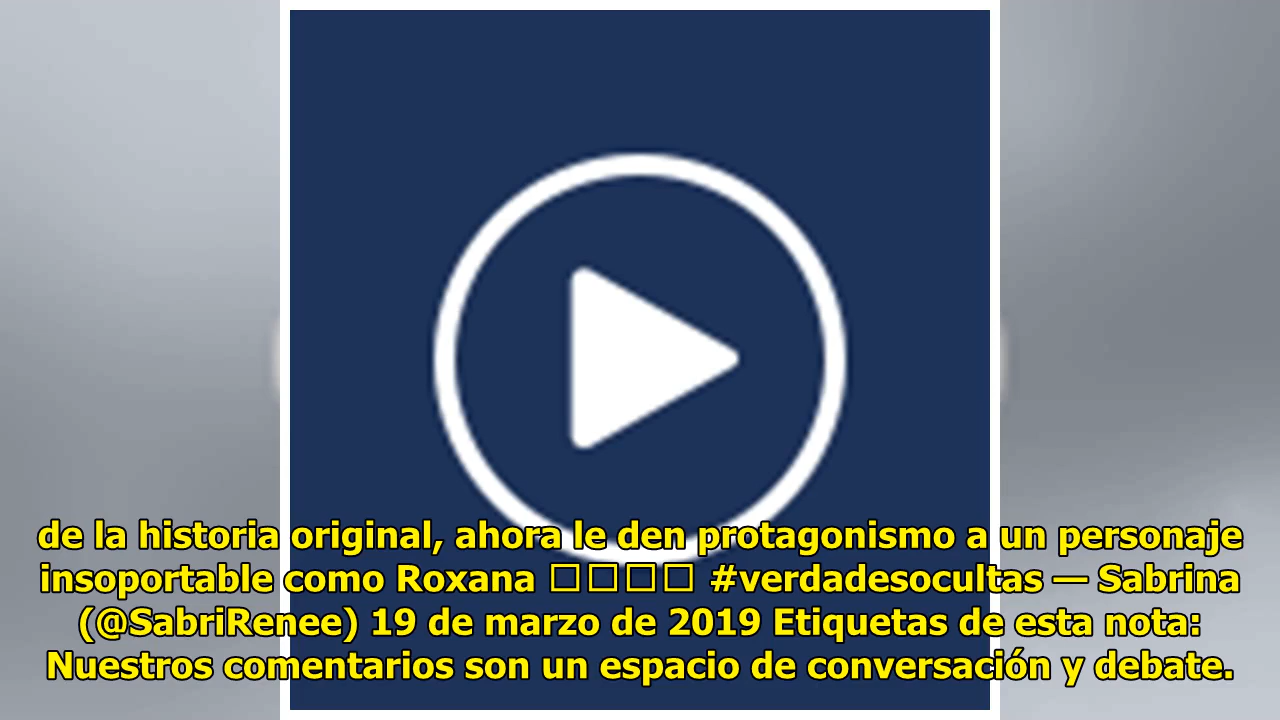 de la historia original, ahora le den protagonismo a un personaje
insoportable como Roxana □□□□ #verdadesocultas — Sabrina
(@SabriRenee) 19 de marzo de 2019 Etiquetas de esta nota:
Nuestros comentarios son un espacio de conversación y debate.